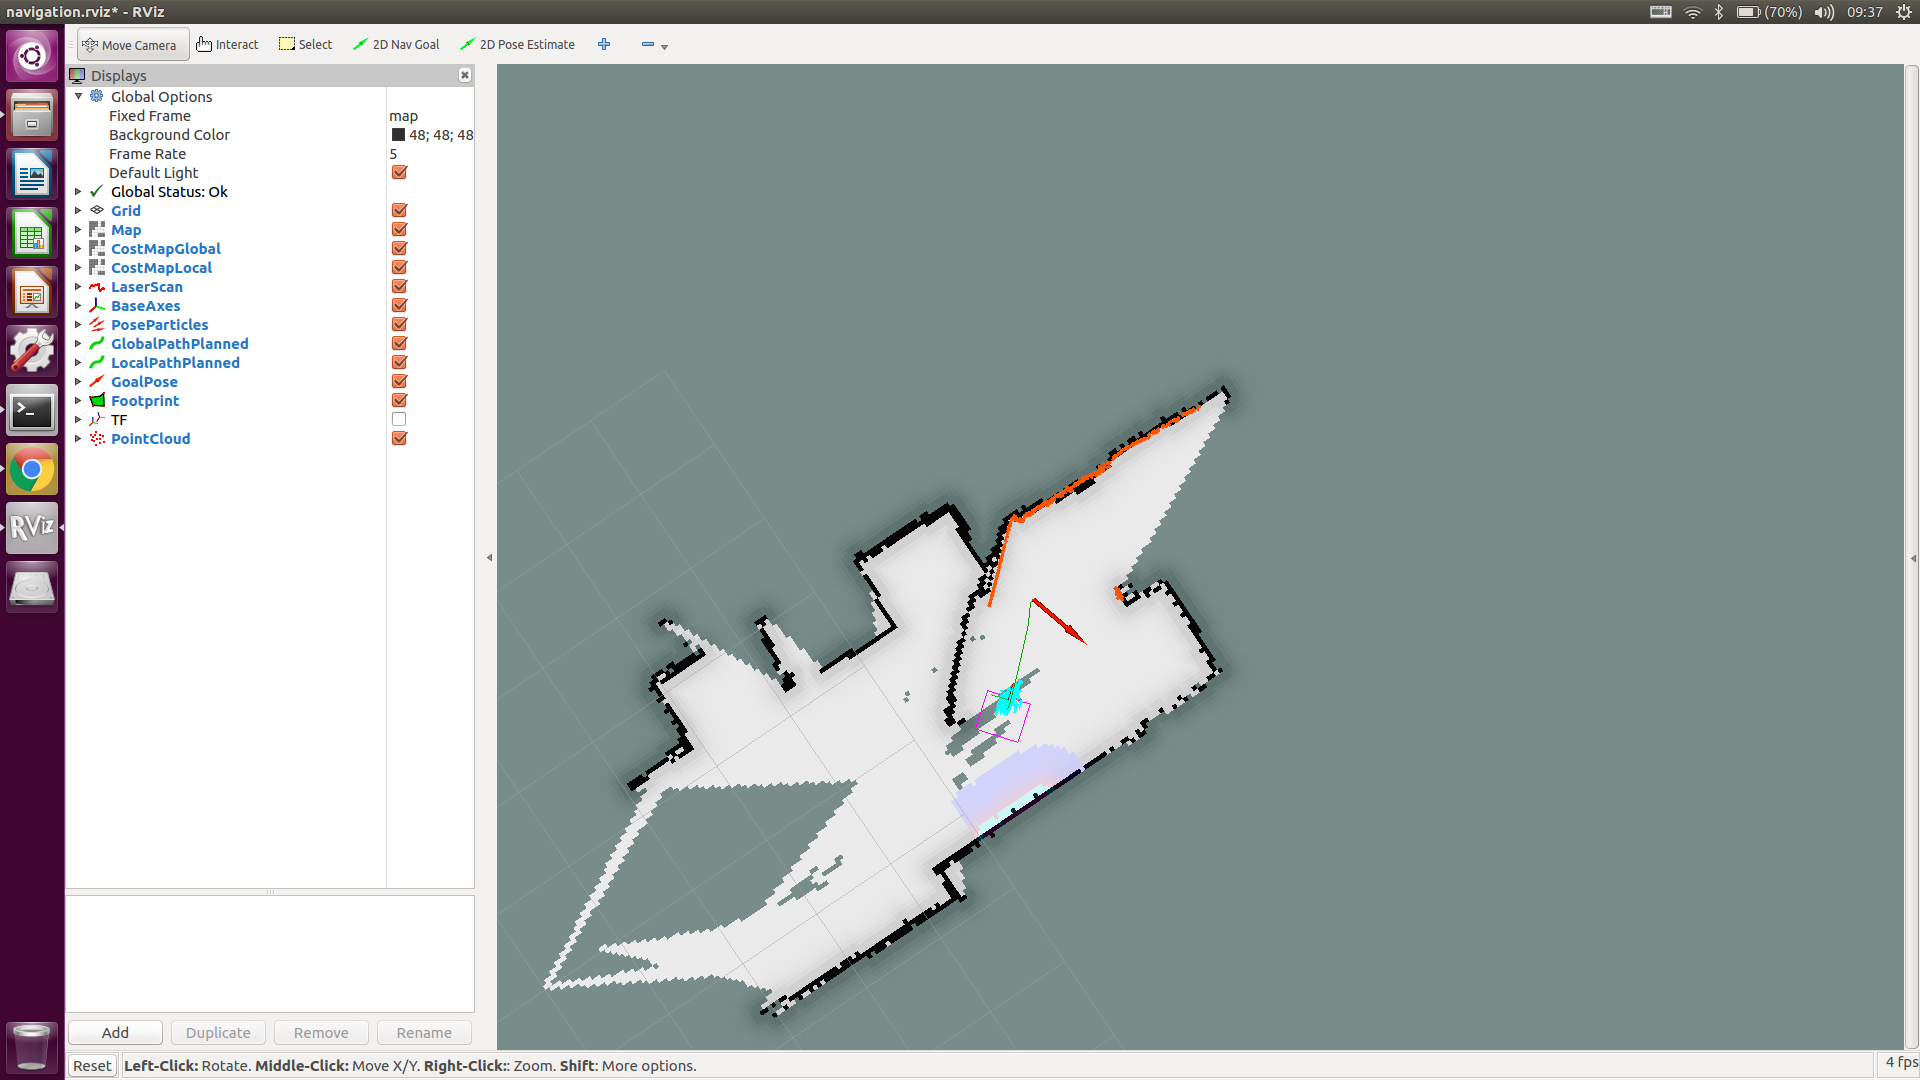 navigation.rviz* - RViz
(70%)
09:37
Move Camera
Interact
Select
2D Nav Goal
2D Pose Estimate
Displays
Global Options
Fixed Frame
map
Background Color
48; 48; 48
Frame Rate
5
Default Light
Global Status: Ok
Grid
Map
CostMapGlobal
CostMapLocal
LaserScan
BaseAxes
PoseParticles
GlobalPathPlanned
LocalPathPlanned
GoalPose
Footprint
TF
PointCloud
RViz
Add
Duplicate
Remove
Rename
Reset
Left-Click: Rotate. Middle-Click: Move X/Y. Right-Click:: Zoom. Shift: More options.
4 fps